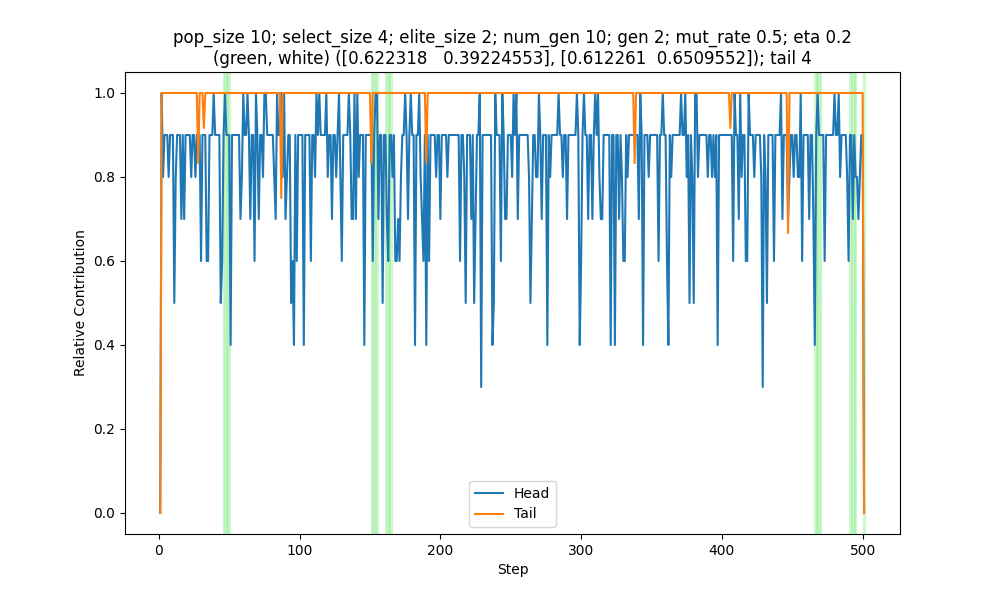 pop_size 10; select_size 4; elite_size 2; num_gen 10; gen 2; mut_rate 0.5; eta 0.2
(green, white) ([0.622318   0.39224553], [0.612261  0.6509552]); tail 4
1.0
0.8
0.6
0.4
0.2
0.0
Relative Contribution
Head
Tail
0
100
200
300
400
500
Step